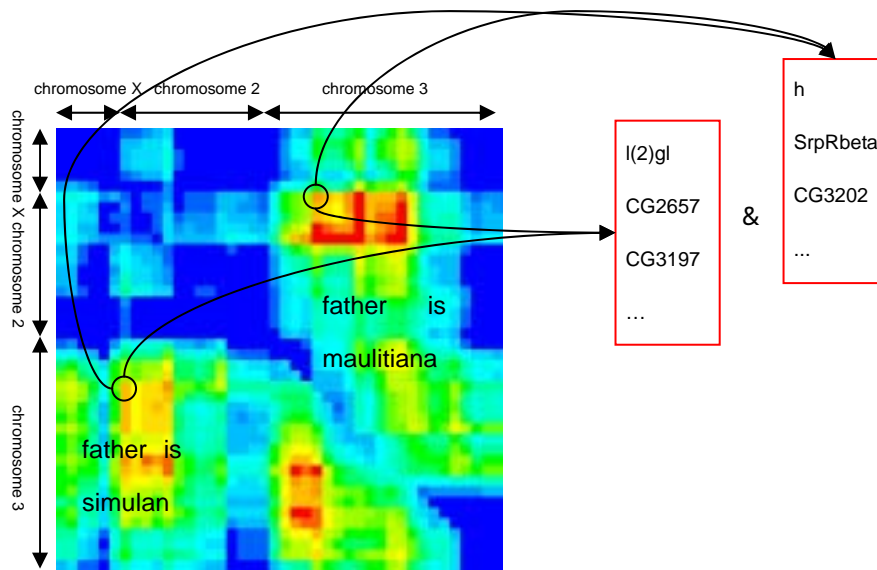 chromosome X
chromosome 2
chromosome 3
chromosome X
chromosome 2
chromosome 3
father is
maulitiana
father is
simulan
l(2)gl
CG2657
CG3197
…
&
h
SrpRbeta
CG3202
...